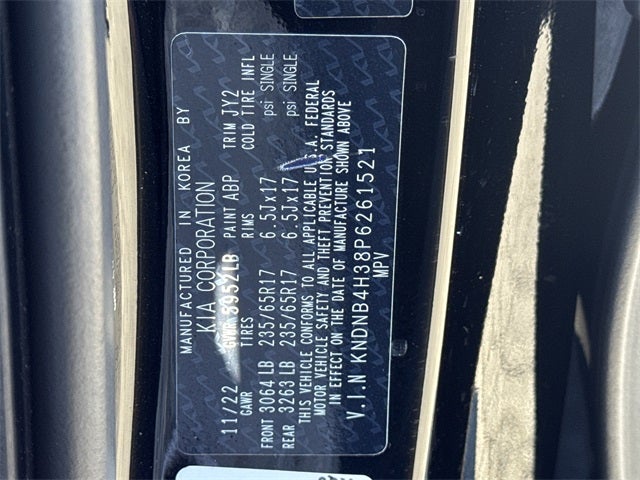 MANUFACTURED IN KOREA BY
KIA CORPORATION
11/22 GVWR 5952LB PAINT ABP TRIM JY2
GAWR TIRES RIMS COLD TIRE INFL
FRONT 3064 LB 235/65R17 6.5Jx17 psi SINGLE
REAR 3263 LB 235/65R17 6.5Jx17 psi SINGLE
THIS VEHICLE CONFORMS TO ALL APPLICABLE U.S.A. FEDERAL
MOTOR VEHICLE SAFETY AND THEFT PREVENTION STANDARDS
IN EFFECT ON THE DATE OF MANUFACTURE SHOWN ABOVE
V.I.N KNDNB4H38P6261521
MPV